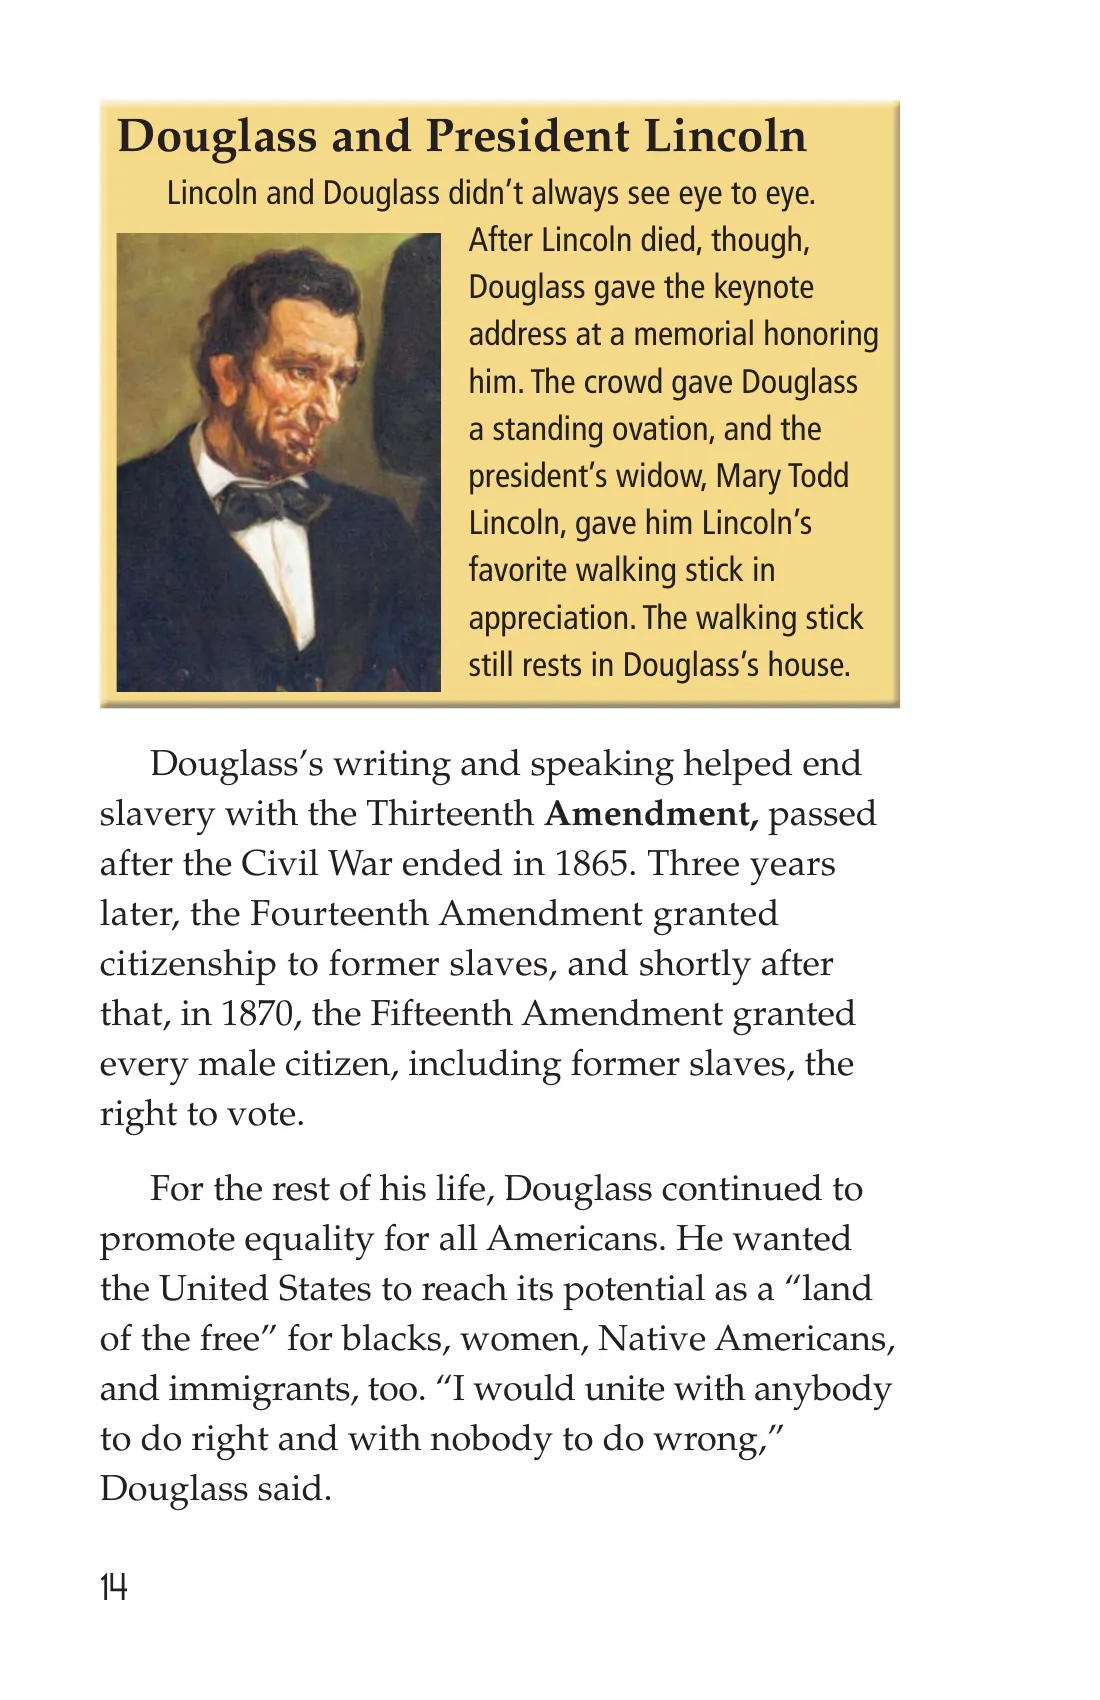 Douglass and President Lincoln
Lincoln and Douglass didn’t always see eye to eye.
After Lincoln died, though,
Douglass gave the keynote
address at a memorial honoring
him. The crowd gave Douglass
a standing ovation, and the
president’s widow, Mary Todd
Lincoln, gave him Lincoln’s
favorite walking stick in
appreciation. The walking stick
still rests in Douglass’s house.
Douglass’s writing and speaking helped end
slavery with the Thirteenth Amendment, passed
after the Civil War ended in 1865. Three years
later, the Fourteenth Amendment granted
citizenship to former slaves, and shortly after
that, in 1870, the Fifteenth Amendment granted
every male citizen, including former slaves, the
right to vote.
For the rest of his life, Douglass continued to
promote equality for all Americans. He wanted
the United States to reach its potential as a “land
of the free” for blacks, women, Native Americans,
and immigrants, too. “I would unite with anybody
to do right and with nobody to do wrong,”
Douglass said.
14